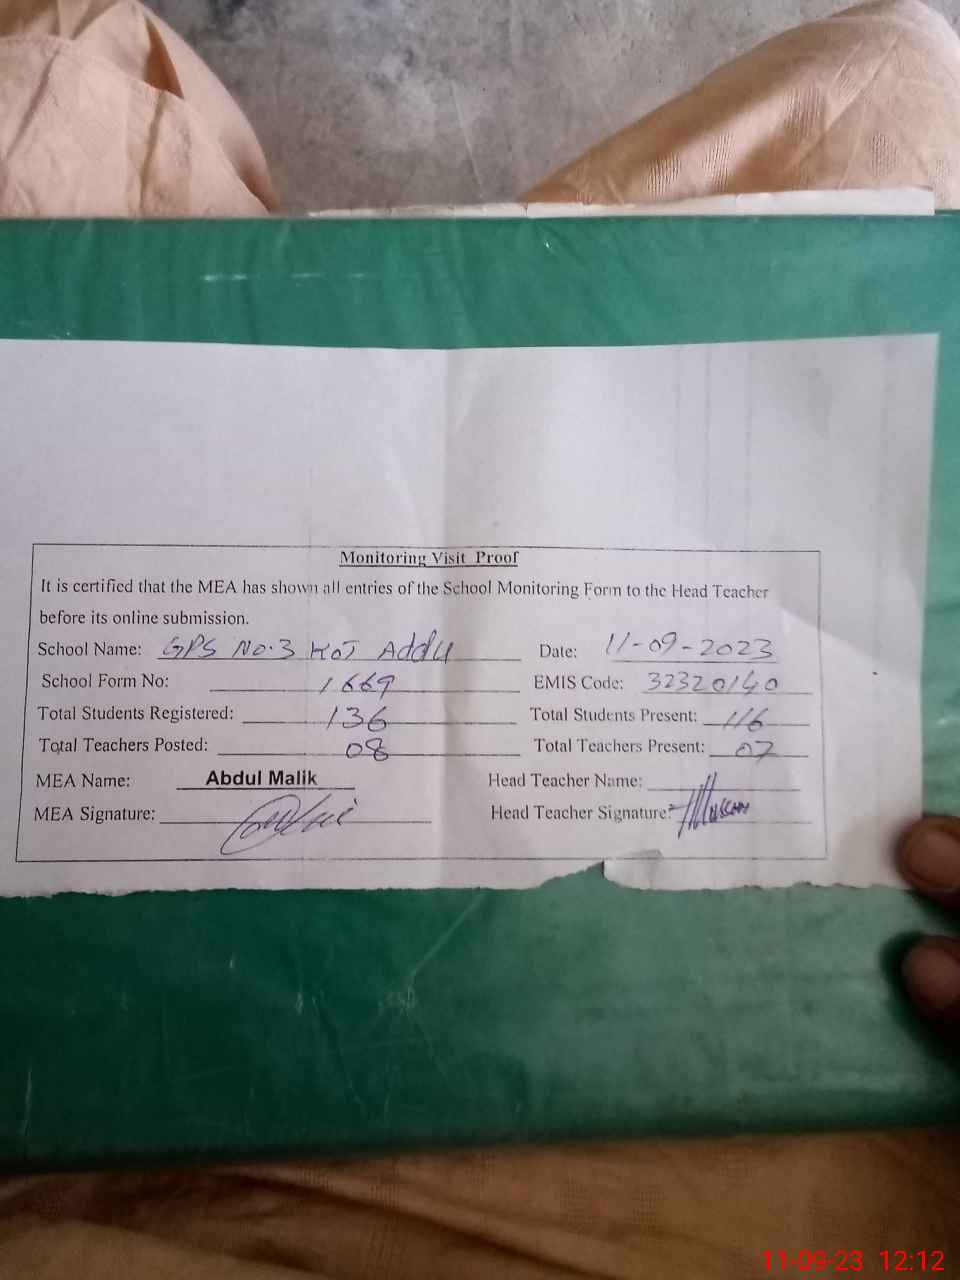 Monitoring Visit Proof
It is certified that the MEA has shown all entries of the School Monitoring Form to the Head Teacher
before its online submission.
School Name: GPS No.3 KOT Addu Date: 11-09-2023
School Form No: 1669 EMIS Code: 32320140
Total Students Registered: 136 Total Students Present: 116
Total Teachers Posted: 08 Total Teachers Present: 07
MEA Name: Abdul Malik Head Teacher Name:
MEA Signature: Head Teacher Signature:
11-09-23 12:12